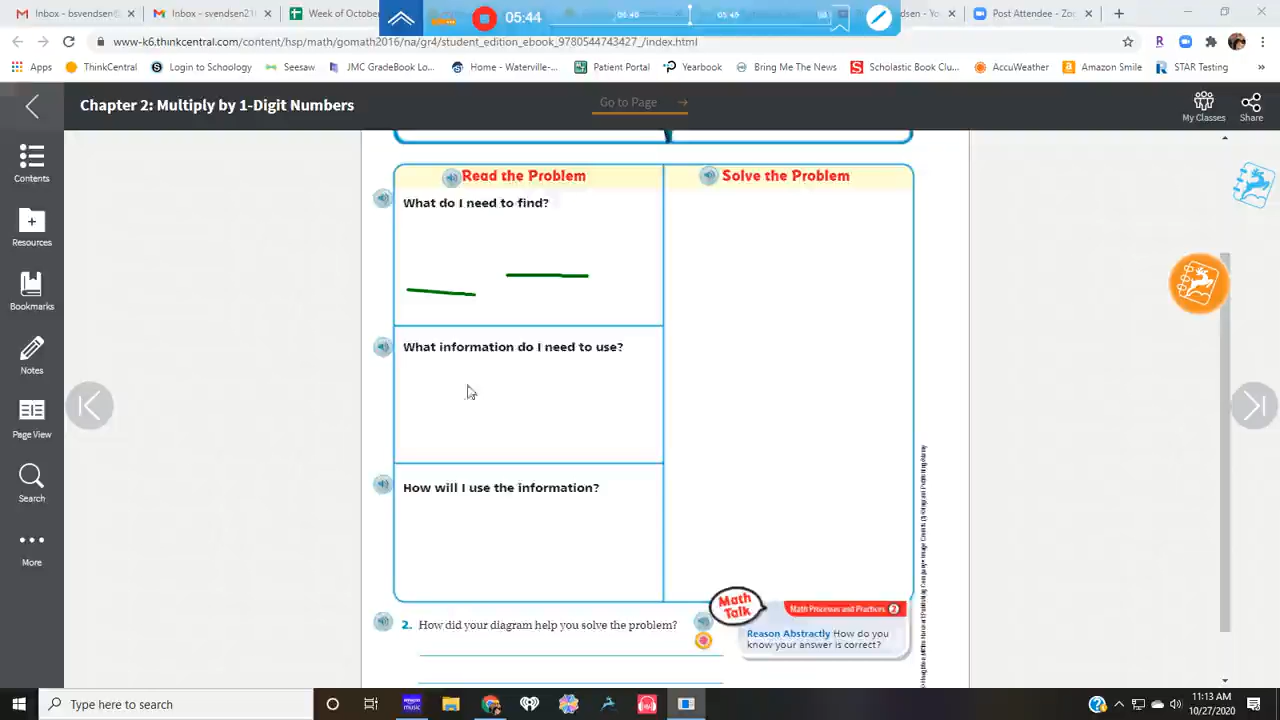 Inbox - bsvendsen@
Inbox - svendsen21
Week of October
05:44
Post Attendee - Zo
thinkcentral.com/content/hsp/math/gomath2016/na/gr4/student_edition_ebook_9780544743427_/index.html
Apps
ThinkCentral
Login to Schoology
Seesaw
JMC GradeBook Lo...
Home - Waterville-...
Patient Portal
Yearbook
Bring Me The News
Scholastic Book Clu...
AccuWeather
Amazon Smile
STAR Testing
»
Chapter 2: Multiply by 1-Digit Numbers
Go to Page
My Classes
Share
Contents
Resources
Bookmarks
Notes
Page View
Search
More
Read the Problem
Solve the Problem
What do I need to find?
What information do I need to use?
How will I use the information?
2. How did your diagram help you solve the problem?
Math Talk
Math Processes and Practices 2
Reason Abstractly How do you
know your answer is correct?
Type here to search
11:13 AM
10/27/2020